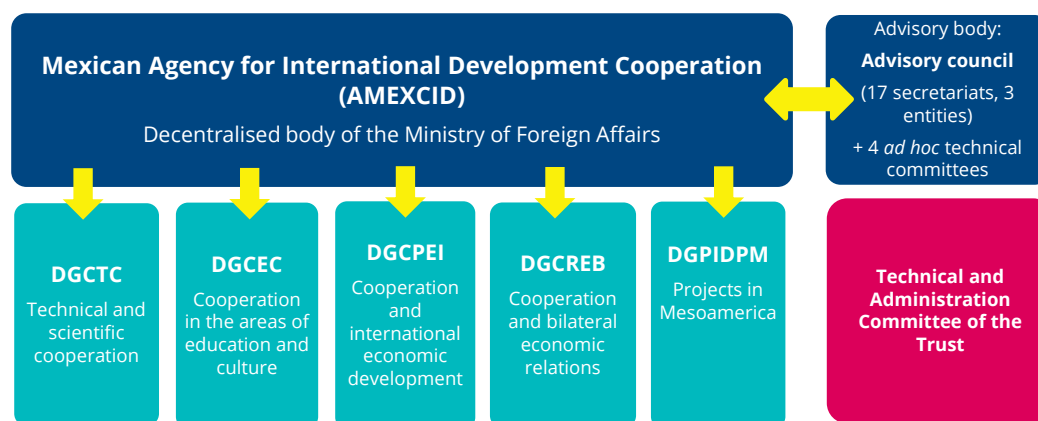 Mexican Agency for International Development Cooperation
(AMEXCID)
Decentralised body of the Ministry of Foreign Affairs
Advisory body:
Advisory council
(17 secretariats, 3
entities)
+ 4 ad hoc technical
committees
DGCTC
Technical and
scientific
cooperation
DGCEC
Cooperation
in the areas of
education and
culture
DGCPEI
Cooperation
and
international
economic
development
DGCREB
Cooperation
and bilateral
economic
relations
DGPIDPM
Projects in
Mesoamerica
Technical and
Administration
Committee of the
Trust